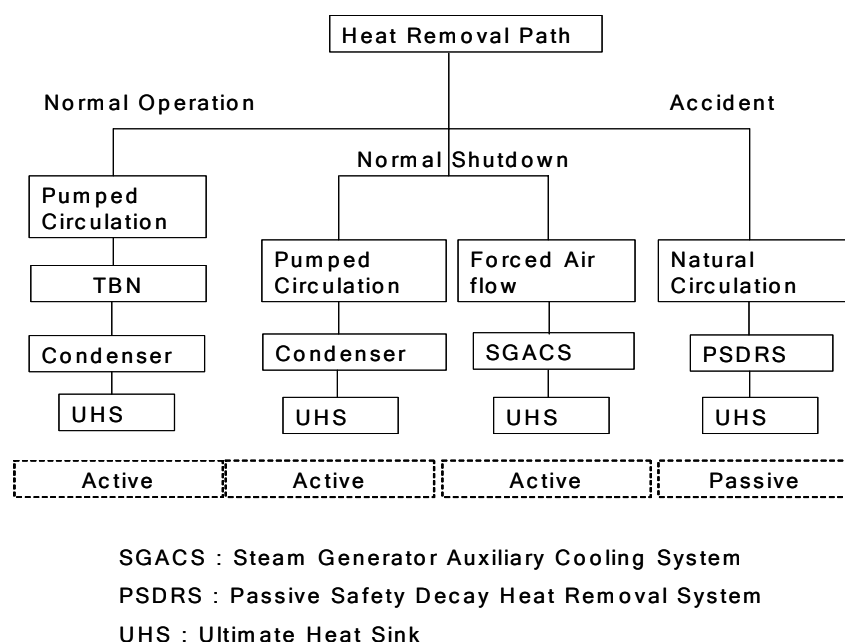 Heat Removal Path
Normal Operation
Accident
Normal Shutdown
Pumped
Circulation
TBN
Condenser
UHS
Pumped
Circulation
Condenser
UHS
Forced Air
flow
SGACS
UHS
Natural
Circulation
PSDRS
UHS
Active
Active
Active
Passive
SGACS : Steam Generator Auxiliary Cooling System
PSDRS : Passive Safety Decay Heat Removal System
UHS : Ultimate Heat Sink